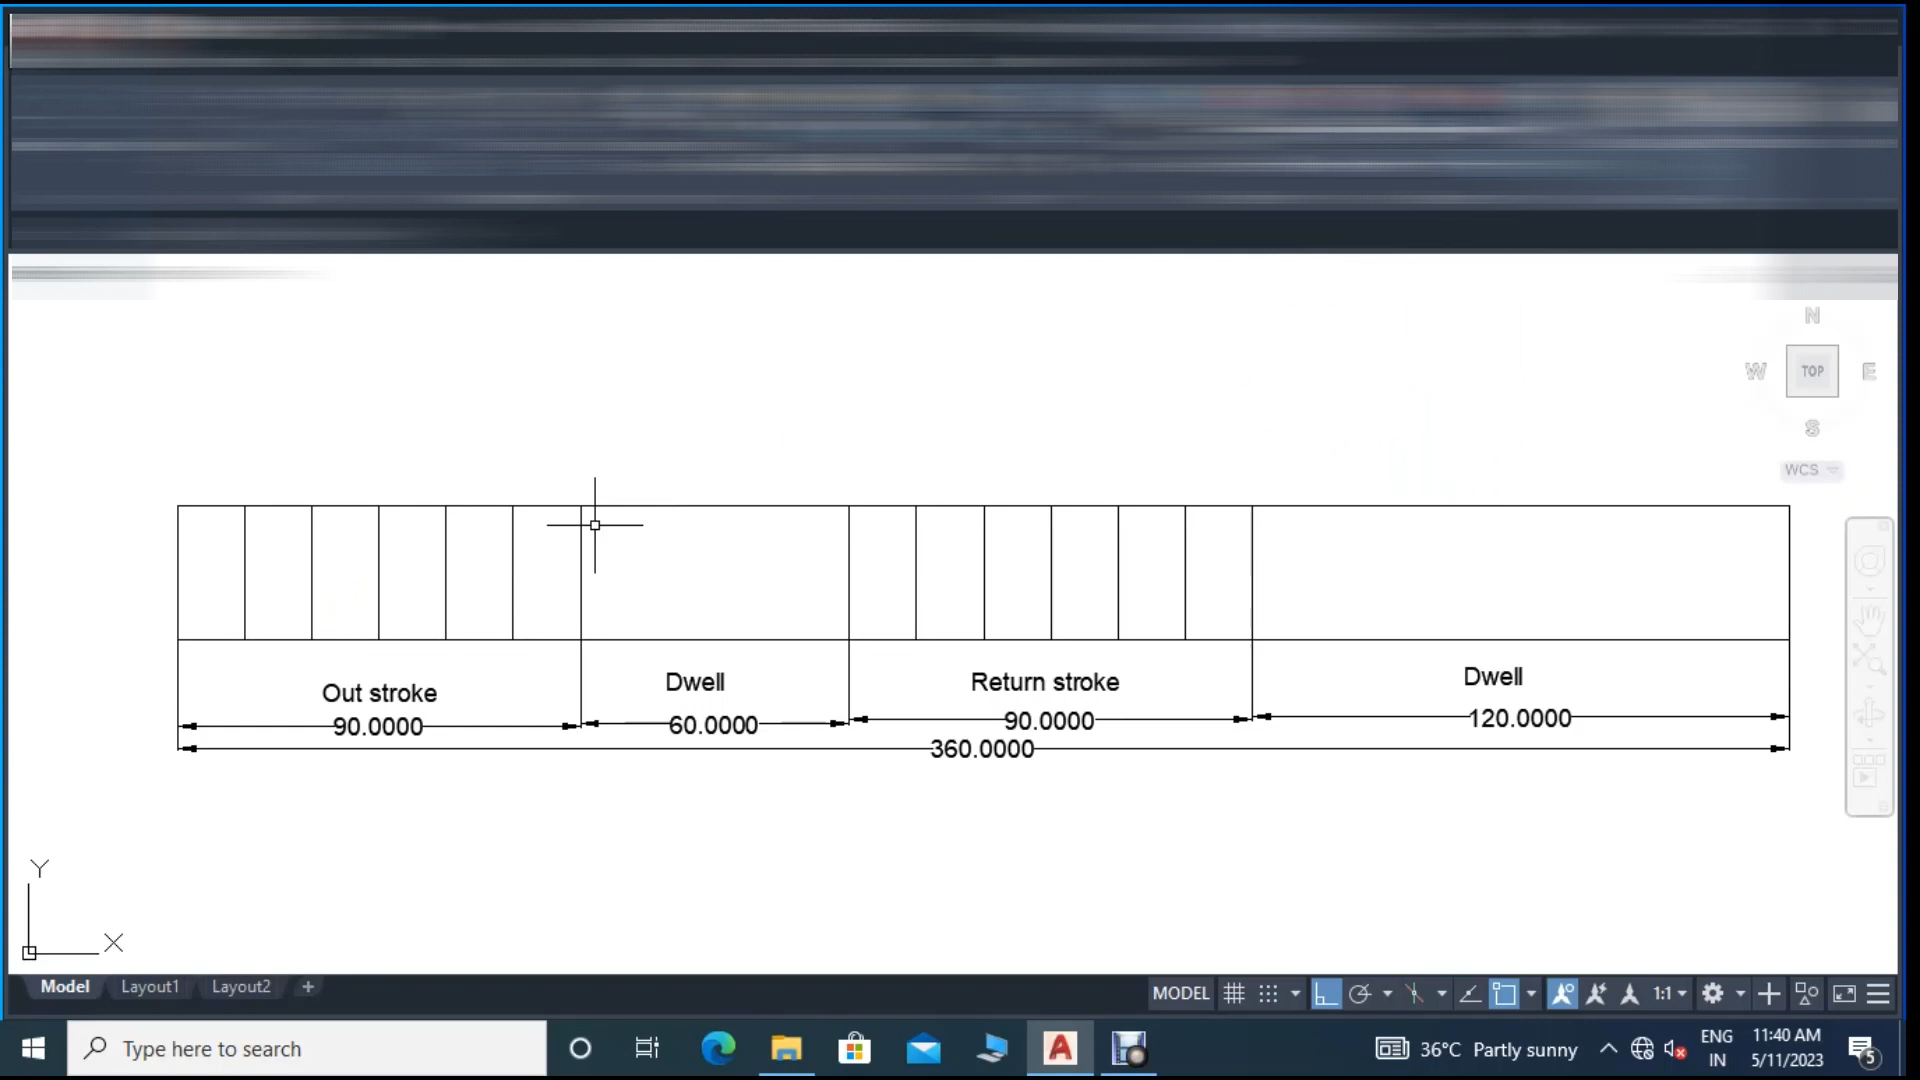 N
W TOP E
S
WCS
Out stroke
Dwell
Return stroke
Dwell
90.0000
60.0000
90.0000
120.0000
360.0000
Y
X
Model Layout1 Layout2 +
MODEL 1:1
Type here to search
36°C Partly sunny
ENG
IN
11:40 AM
5/11/2023
5